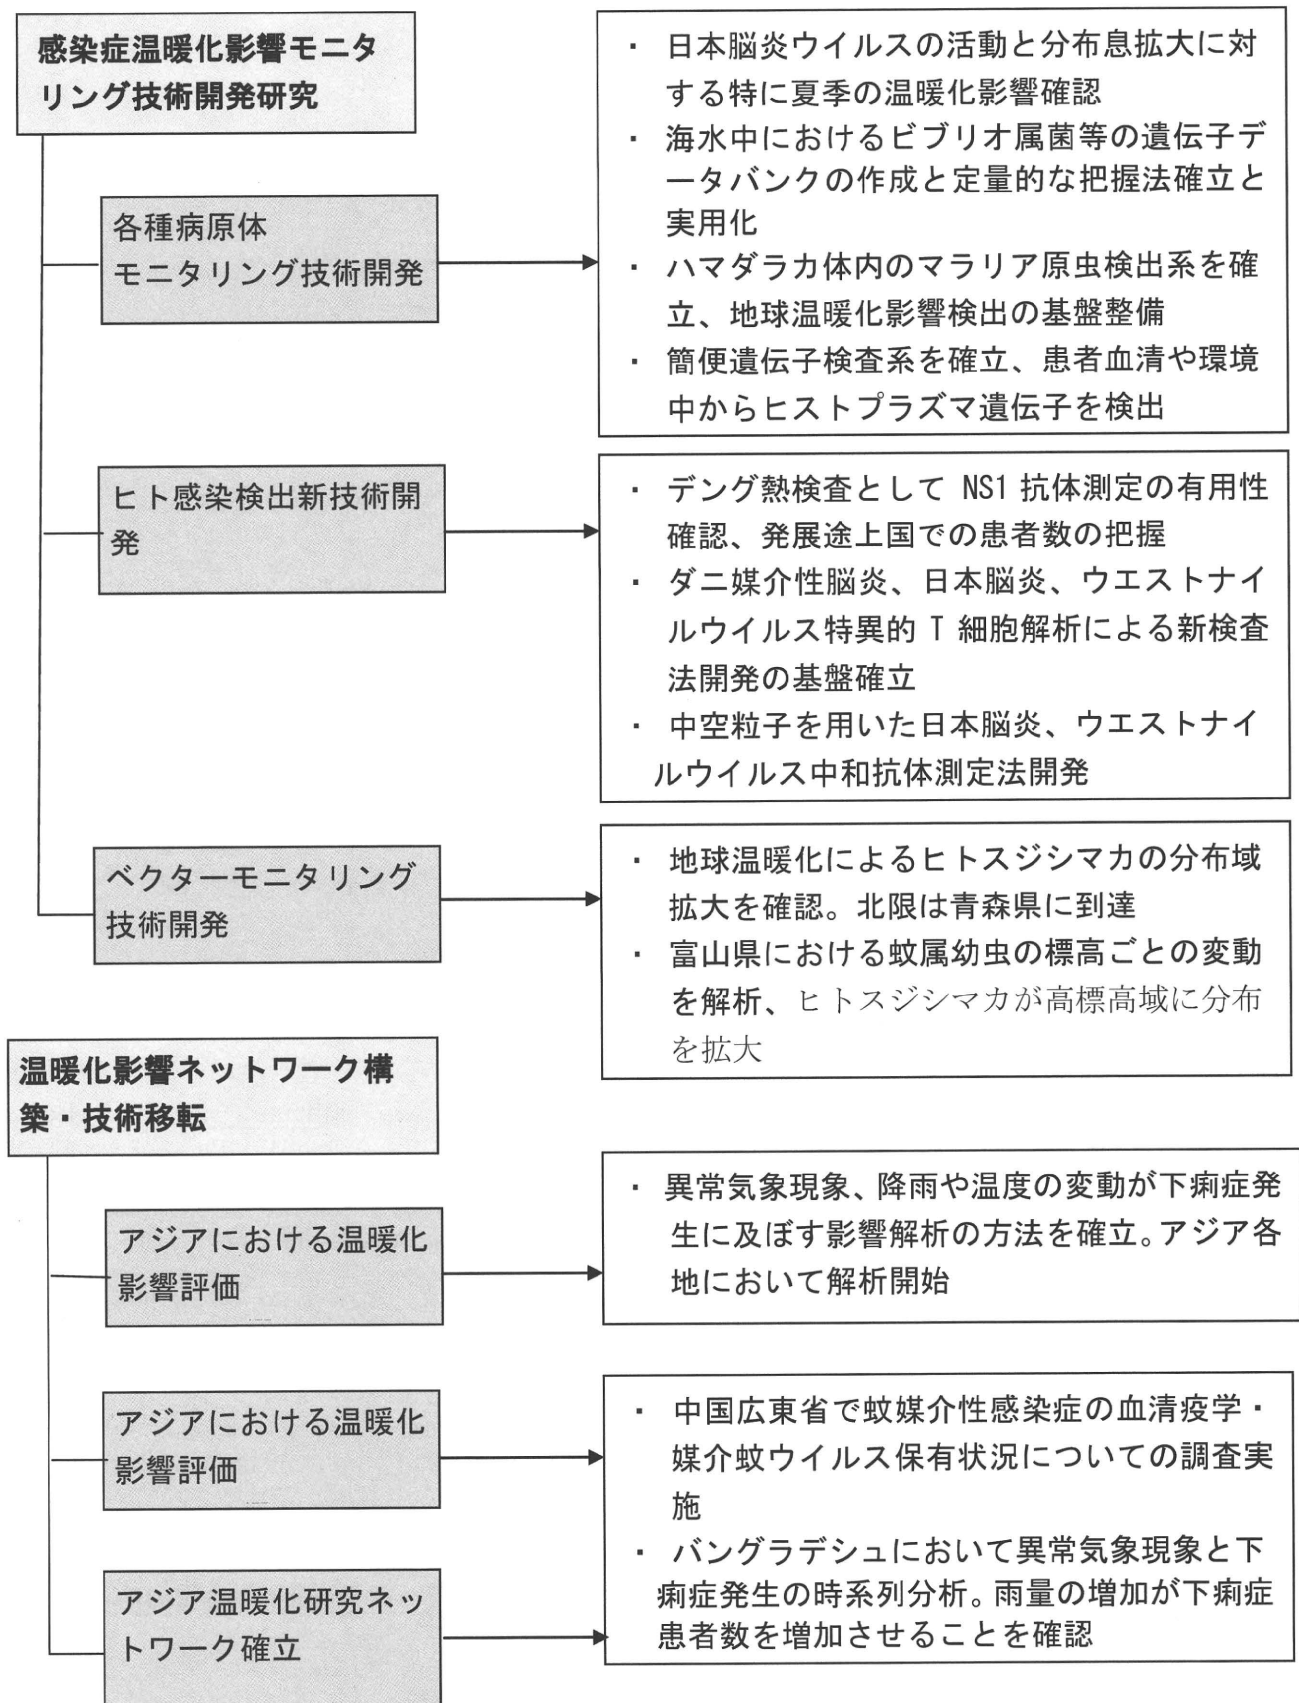 感染症温暖化影響モニタ
リング技術開発研究
各種病原体
モニタリング技術開発
・ 日本脳炎ウイルスの活動と分布息拡大に対
する特に夏季の温暖化影響確認
・ 海水中におけるビブリオ属菌等の遺伝子デ
ータバンクの作成と定量的な把握法確立と
実用化
・ ハマダラカ体内のマラリア原虫検出系を確
立、地球温暖化影響検出の基盤整備
・ 簡便遺伝子検査系を確立、患者血清や環境
中からヒストプラズマ遺伝子を検出
ヒト感染検出新技術開
発
・ デング熱検査として NS1 抗体測定の有用性
確認、発展途上国での患者数の把握
・ ダニ媒介性脳炎、日本脳炎、ウエストナイ
ルウイルス特異的 T 細胞解析による新検査
法開発の基盤確立
・ 中空粒子を用いた日本脳炎、ウエストナイ
ルウイルス中和抗体測定法開発
ベクターモニタリング
技術開発
・ 地球温暖化によるヒトスジシマカの分布域
拡大を確認。北限は青森県に到達
・ 富山県における蚊属幼虫の標高ごとの変動
を解析、ヒトスジシマカが高標高域に分布
を拡大
温暖化影響ネットワーク構
築・技術移転
アジアにおける温暖化
影響評価
・ 異常気象現象、降雨や温度の変動が下痢症発
生に及ぼす影響解析の方法を確立。アジア各
地において解析開始
アジアにおける温暖化
影響評価
・ 中国広東省で蚊媒介性感染症の血清疫学・
媒介蚊ウイルス保有状況についての調査実
施
・ バングラデシュにおいて異常気象現象と下
痢症発生の時系列分析。雨量の増加が下痢症
患者数を増加させることを確認
アジア温暖化研究ネッ
トワーク確立